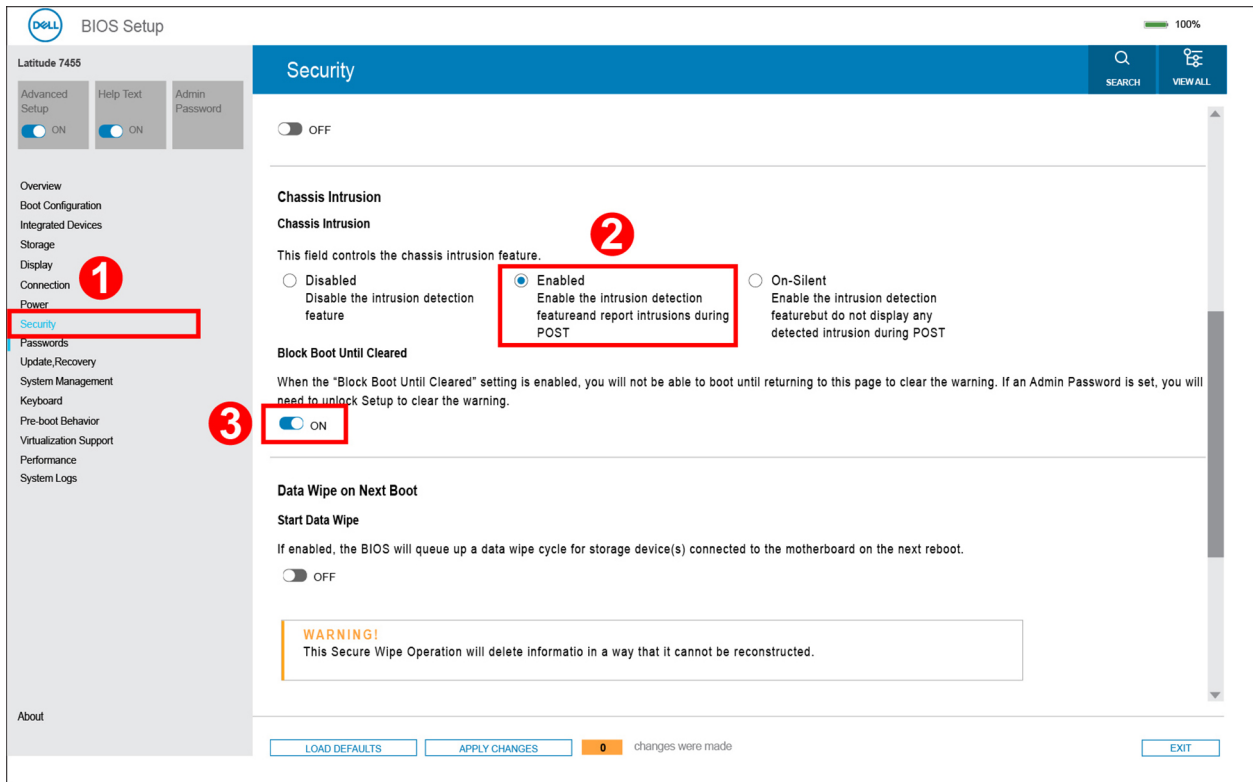 DELL BIOS Setup 100%
Latitude 7455
Advanced Setup
ON
Help Text
ON
Admin Password
Security
SEARCH
VIEW ALL
Overview
Boot Configuration
Integrated Devices
Storage
Display
Connection
Power
Security
Passwords
Update,Recovery
System Management
Keyboard
Pre-boot Behavior
Virtualization Support
Performance
System Logs
About
1
OFF
Chassis Intrusion
Chassis Intrusion
2
This field controls the chassis intrusion feature.
Disabled
Disable the intrusion detection
feature
Enabled
Enable the intrusion detection
featureand report intrusions during
POST
On-Silent
Enable the intrusion detection
featurebut do not display any
detected intrusion during POST
Block Boot Until Cleared
When the “Block Boot Until Cleared” setting is enabled, you will not be able to boot until returning to this page to clear the warning. If an Admin Password is set, you will
need to unlock Setup to clear the warning.
3
ON
Data Wipe on Next Boot
Start Data Wipe
If enabled, the BIOS will queue up a data wipe cycle for storage device(s) connected to the motherboard on the next reboot.
OFF
WARNING!
This Secure Wipe Operation will delete informatio in a way that it cannot be reconstructed.
LOAD DEFAULTS
APPLY CHANGES
0 changes were made
EXIT